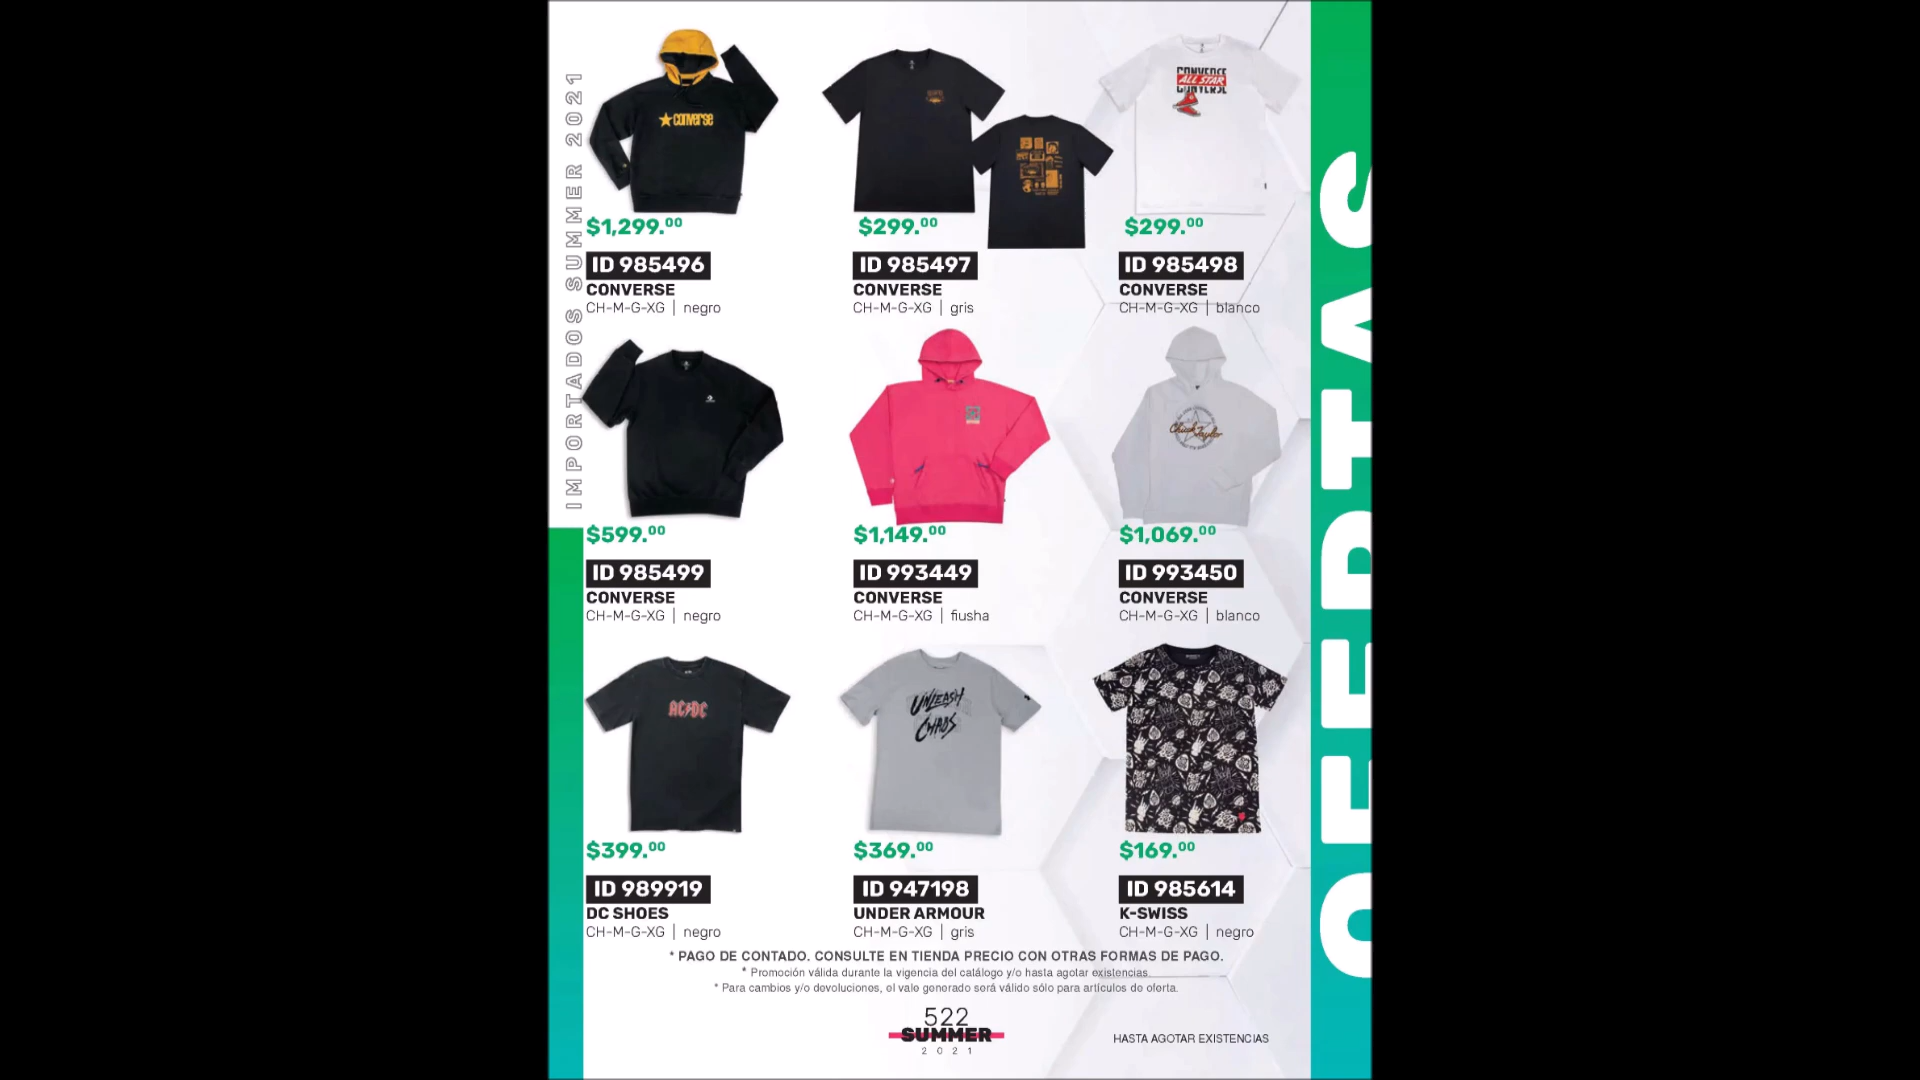 IMPORTADOS SUMMER 2021
OFERTAS
★CONVERSE
CONVERSE
ALL STAR
CONVERSE
$1,299.00
$299.00
$299.00
ID 985496
ID 985497
ID 985498
CONVERSE
CONVERSE
CONVERSE
CH-M-G-XG | negro
CH-M-G-XG | gris
CH-M-G-XG | blanco
Chuck Taylor
$599.00
$1,149.00
$1,069.00
ID 985499
ID 993449
ID 993450
CONVERSE
CONVERSE
CONVERSE
CH-M-G-XG | negro
CH-M-G-XG | fiusha
CH-M-G-XG | blanco
AC/DC
UNLEASH
CHAOS
$399.00
$369.00
$169.00
ID 989919
ID 947198
ID 985614
DC SHOES
UNDER ARMOUR
K-SWISS
CH-M-G-XG | negro
CH-M-G-XG | gris
CH-M-G-XG | negro
* PAGO DE CONTADO. CONSULTE EN TIENDA PRECIO CON OTRAS FORMAS DE PAGO.
* Promoción válida durante la vigencia del catálogo y/o hasta agotar existencias.
* Para cambios y/o devoluciones, el vale generado será válido sólo para artículos de oferta.
522
SUMMER
2021
HASTA AGOTAR EXISTENCIAS